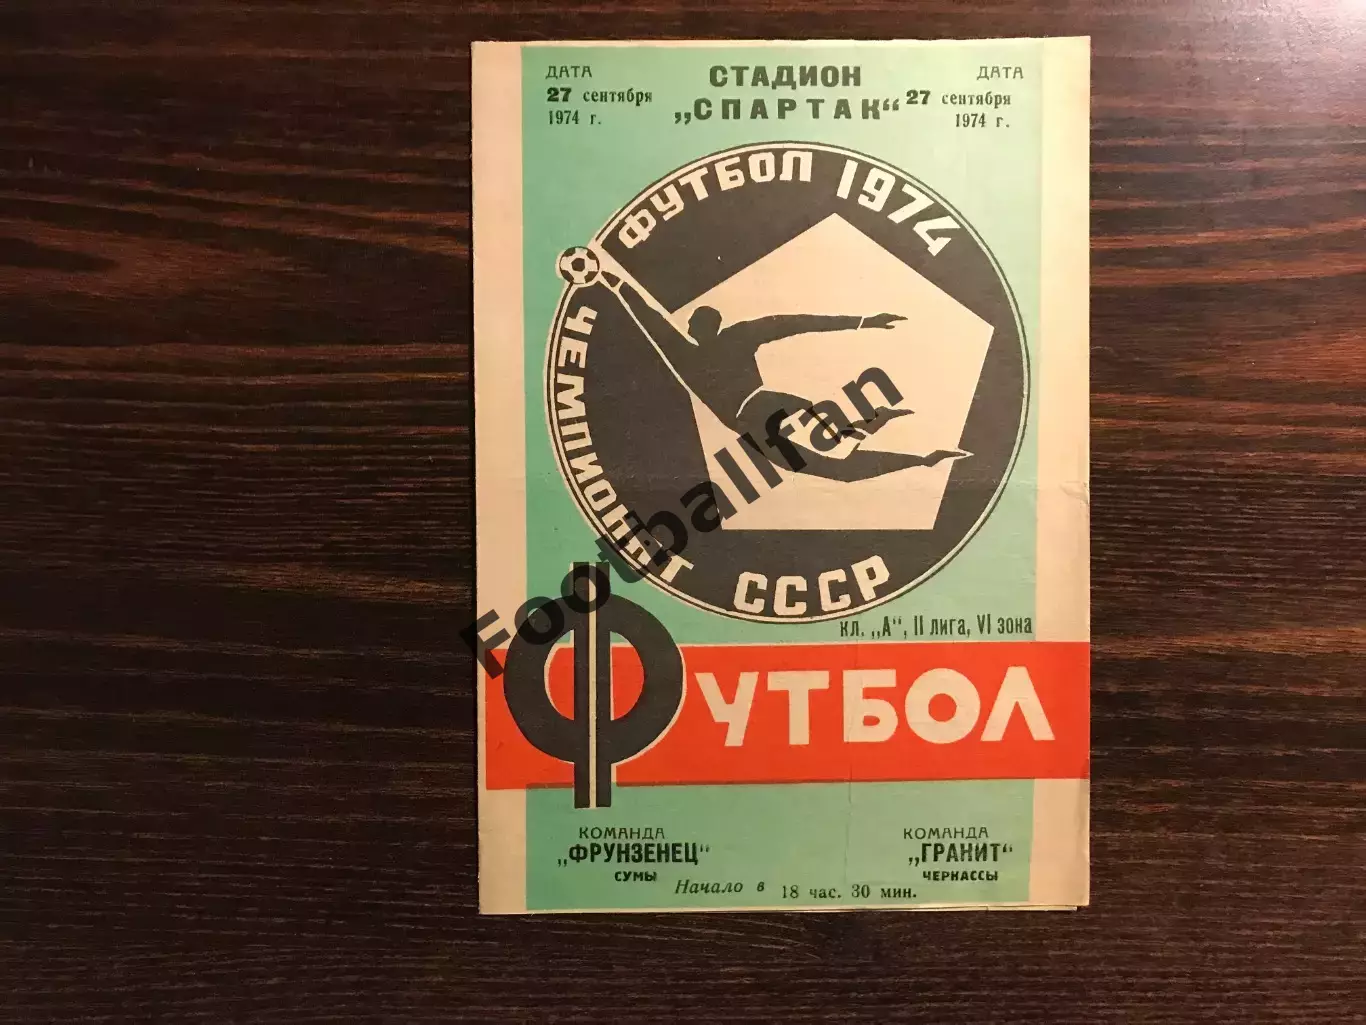 ДАТА
27 сентября
1974 г.
СТАДИОН
„СПАРТАК“
ДАТА
27 сентября
1974 г.
ФУТБОЛ 1974
ЧЕМПИОНАТ СССР
кл. „А“, II лига, VI зона
ФУТБОЛ
КОМАНДА
„ФРУНЗЕНЕЦ“
СУМЫ
КОМАНДА
„ГРАНИТ“
ЧЕРКАССЫ
Начало в 18 час. 30 мин.
Footballfan